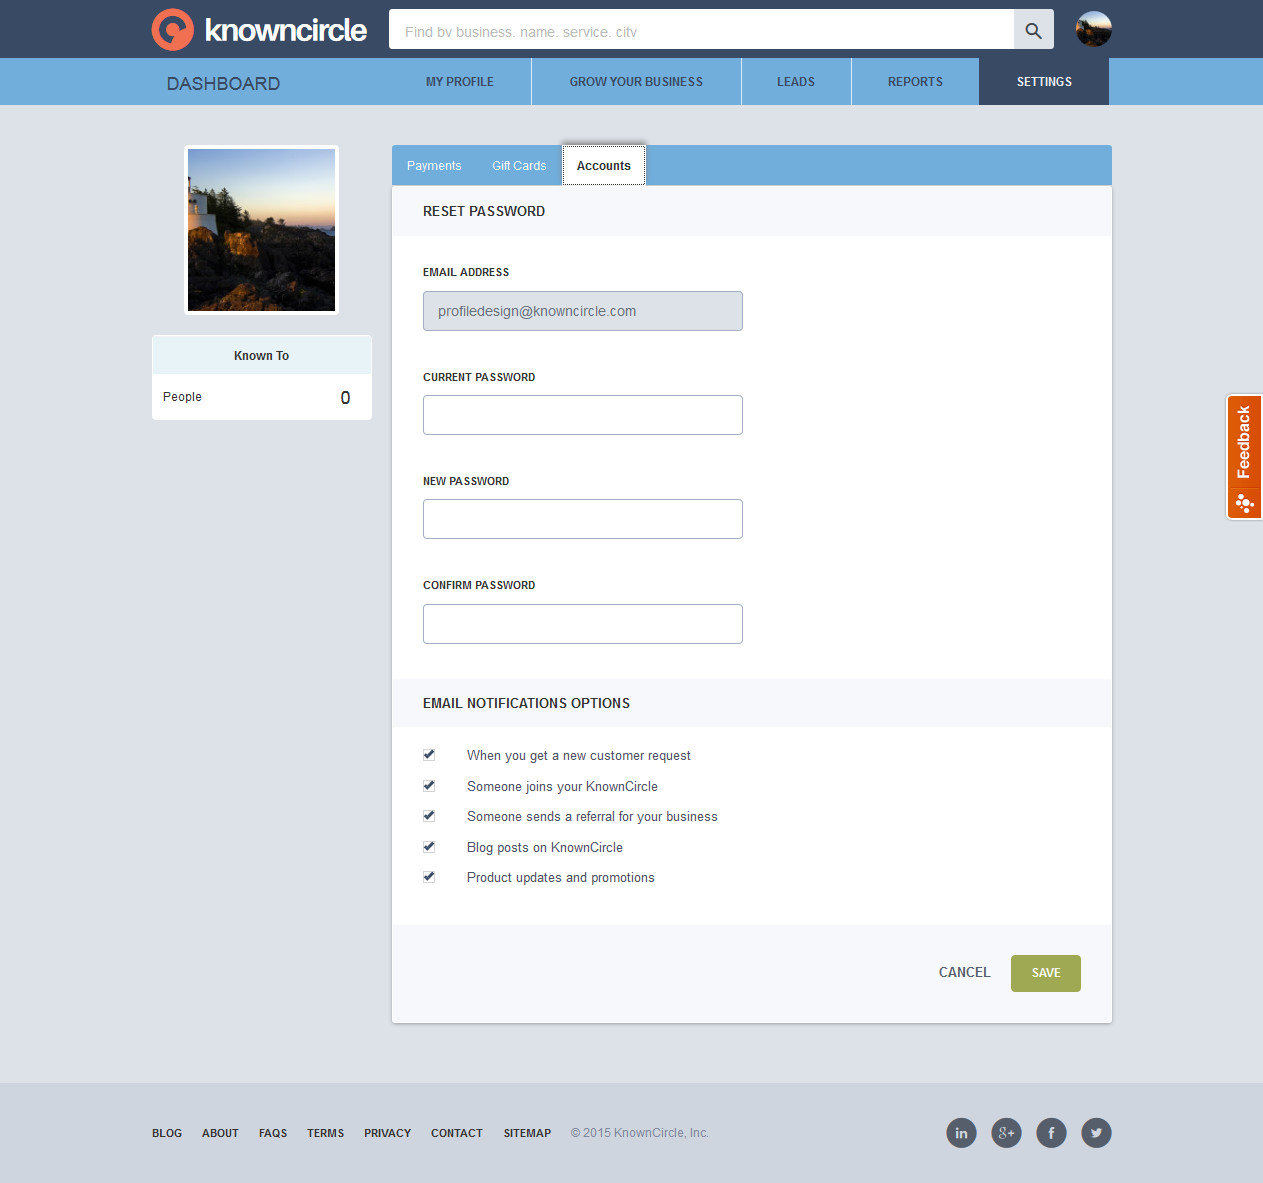 knowncircle
Find by business, name, service, city
DASHBOARD
MY PROFILE
GROW YOUR BUSINESS
LEADS
REPORTS
SETTINGS
Payments
Gift Cards
Accounts
RESET PASSWORD
EMAIL ADDRESS
profiledesign@knowncircle.com
Known To
People 0
CURRENT PASSWORD
NEW PASSWORD
CONFIRM PASSWORD
Feedback
EMAIL NOTIFICATIONS OPTIONS
When you get a new customer request
Someone joins your KnownCircle
Someone sends a referral for your business
Blog posts on KnownCircle
Product updates and promotions
CANCEL
SAVE
BLOG ABOUT FAQS TERMS PRIVACY CONTACT SITEMAP © 2015 KnownCircle, Inc.
in g+ f